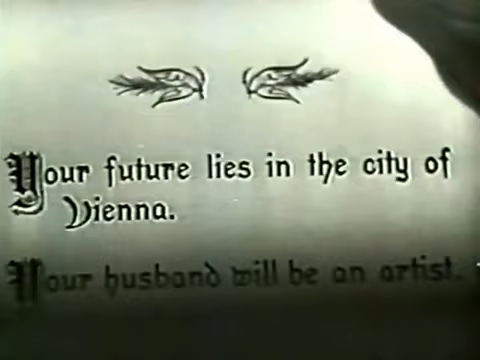 Your future lies in the city of
Vienna.
Your husband will be an artist.